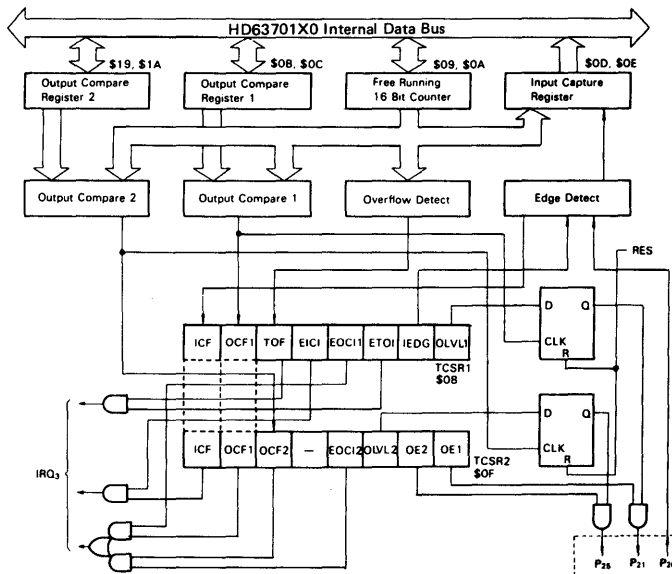 HD63701X0 Internal Data Bus
$19, $1A
$0B, $0C
$09, $0A
$0D, $0E
Output Compare
Register 2
Output Compare
Register 1
Free Running
16 Bit Counter
Input Capture
Register
Output Compare 2
Output Compare 1
Overflow Detect
Edge Detect
RES
D Q
CLK
R
ICF OCF1 TOF EICI EOCI1 ETOI IEDG OLVL1
TCSR1
$08
D Q
CLK
R
ICF OCF1 OCF2 — EOCI2 OLVL2 OE2 OE1
TCSR2
$0F
IRQ3
P25 P21